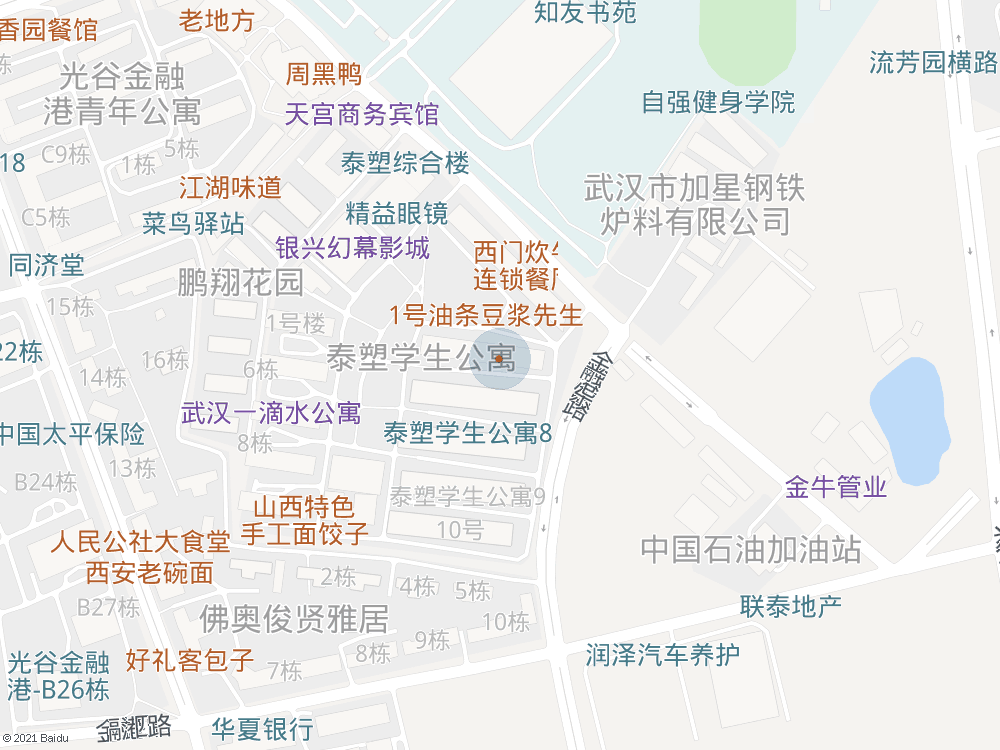 知友书苑
老地方
香园餐馆
栋
流芳园横路
光谷金融
港青年公寓
周黑鸭
自强健身学院
天宫商务宾馆
C9栋
1栋
5栋
18
泰塑综合楼
江湖味道
武汉市加星钢铁
炉料有限公司
C5栋
菜鸟驿站
精益眼镜
银兴幻幕影城
西门炊
连锁餐
同济堂
鹏翔花园
15栋
1号楼
1号油条豆浆先生
22栋
16栋
泰塑学生公寓
6栋
14栋
武汉一滴水公寓
中国太平保险
8栋
泰塑学生公寓8
13栋
B24栋
泰塑学生公寓9
金牛管业
山西特色
手工面饺子
10号
人民公社大食堂
西安老碗面
中国石油加油站
2栋
4栋
5栋
B27栋
联泰地产
佛奥俊贤雅居
10栋
9栋
8栋
7栋
润泽汽车养护
光谷金融
港-B26栋
好礼客包子
华夏银行
© 2021 Baidu